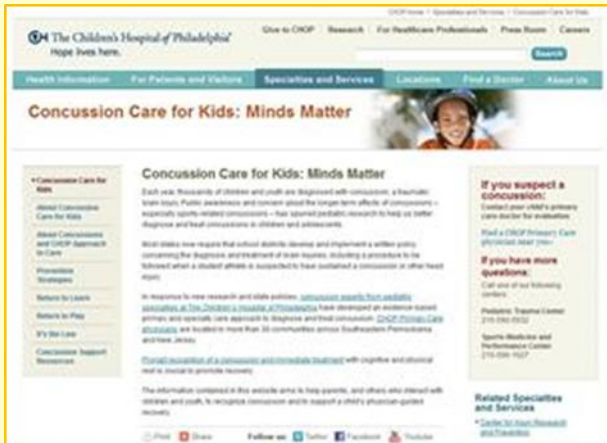 CHOP Home / Specialties and Services / Concussion Care for Kids
The Children's Hospital of Philadelphia®
Hope lives here.
Give to CHOP Research For Healthcare Professionals Press Room Careers
Search
Health Information For Patients and Visitors Specialties and Services Locations Find a Doctor About Us
Concussion Care for Kids: Minds Matter
Concussion Care for Kids
About Concussion Care for Kids
About Concussions and CHOP Approach to Care
Prevention Strategies
Return to Learn
Return to Play
It's the Law
Concussion Support Resources
Concussion Care for Kids: Minds Matter
Each year, thousands of children and youth are diagnosed with concussion, a traumatic
brain injury. Public awareness and concern about the longer-term effects of concussions –
especially sports-related concussions – has spurred pediatric research to help us better
diagnose and treat concussions in children and adolescents.
Most states now require that school districts develop and implement a written policy
concerning the diagnosis and treatment of brain injuries, including a procedure to be
followed when a student athlete is suspected to have sustained a concussion or other head
injury.
In response to new research and state policies, concussion experts from pediatric
specialties at The Children's Hospital of Philadelphia have developed an evidence-based
primary and specialty care approach to diagnose and treat concussion. CHOP Primary Care
physicians are located in more than 30 communities across Southeastern Pennsylvania
and New Jersey.
Prompt recognition of a concussion and immediate treatment with cognitive and physical
rest is crucial to promote recovery.
The information contained in this website aims to help parents, and others who interact with
children and youth, to recognize concussion and to support a child's physician-guided
recovery.
Print Share Follow us: Twitter Facebook Youtube
If you suspect a
concussion:
Contact your child's primary
care doctor for evaluation.
Find a CHOP Primary Care
physician near you»
If you have more
questions:
Call one of our following
centers:
Pediatric Trauma Center
Sports Medicine and
Performance Center
Related Specialties
and Services
Center for Injury Research
and Prevention